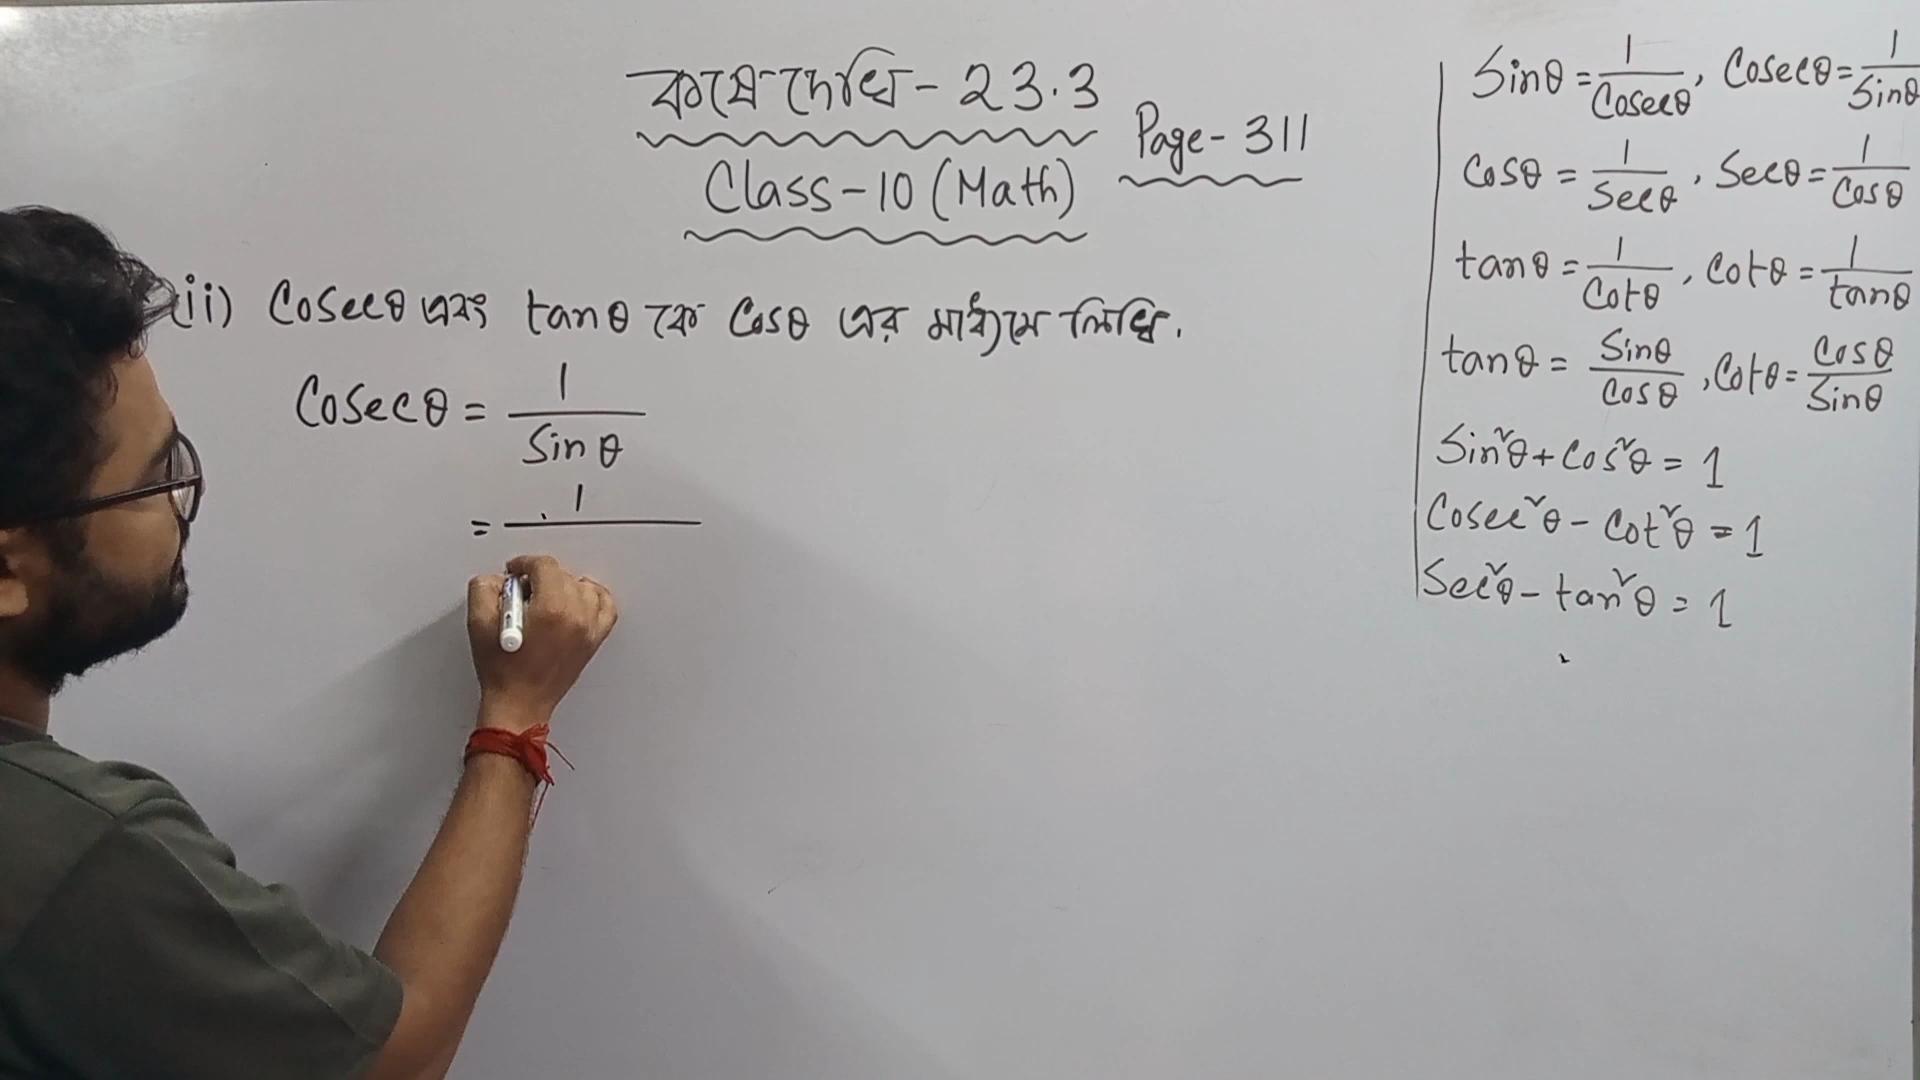 কষে দেখি - 23.3
Class-10 (Math)
Page- 311
(ii) Cosecθ এবং tanθ কে Cosθ এর মাধ্যমে লিখি.
Cosecθ = 1/Sinθ
= 1/
Sinθ = 1/Cosecθ, Cosecθ = 1/Sinθ
Cosθ = 1/Secθ, Secθ = 1/Cosθ
tanθ = 1/Cotθ, Cotθ = 1/tanθ
tanθ = Sinθ/Cosθ, Cotθ = Cosθ/Sinθ
Sin²θ + Cos²θ = 1
Cosec²θ - Cot²θ = 1
Sec²θ - tan²θ = 1